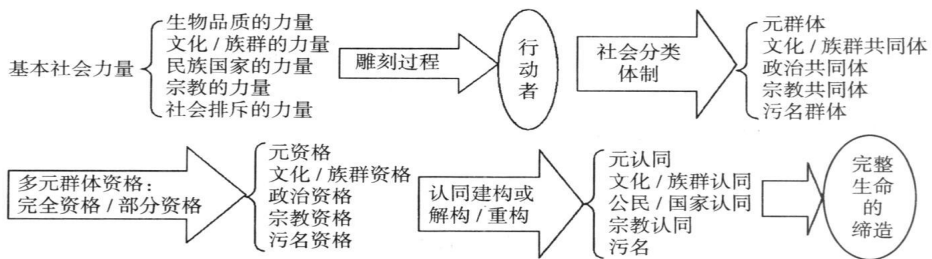 基本社会力量
生物品质的力量
文化/族群的力量
民族国家的力量
宗教的力量
社会排斥的力量
雕刻过程
行
动
者
社会分类
体制
元群体
文化/族群共同体
政治共同体
宗教共同体
污名群体
多元群体资格：
完全资格/部分资格
元资格
文化/族群资格
政治资格
宗教资格
污名资格
认同建构或
解构/重构
元认同
文化/族群认同
公民/国家认同
宗教认同
污名
完整
生命
的
缔造